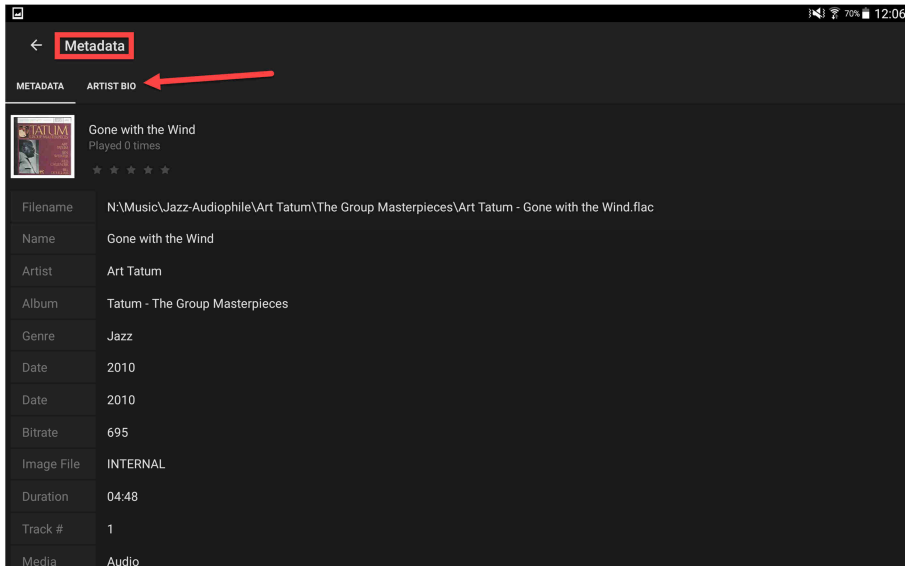 70% 12:06
Metadata
METADATA ARTIST BIO
TATUM
Gone with the Wind
Played 0 times
Filename N:\Music\Jazz-Audiophile\Art Tatum\The Group Masterpieces\Art Tatum - Gone with the Wind.flac
Name Gone with the Wind
Artist Art Tatum
Album Tatum - The Group Masterpieces
Genre Jazz
Date 2010
Date 2010
Bitrate 695
Image File INTERNAL
Duration 04:48
Track # 1
Media Audio